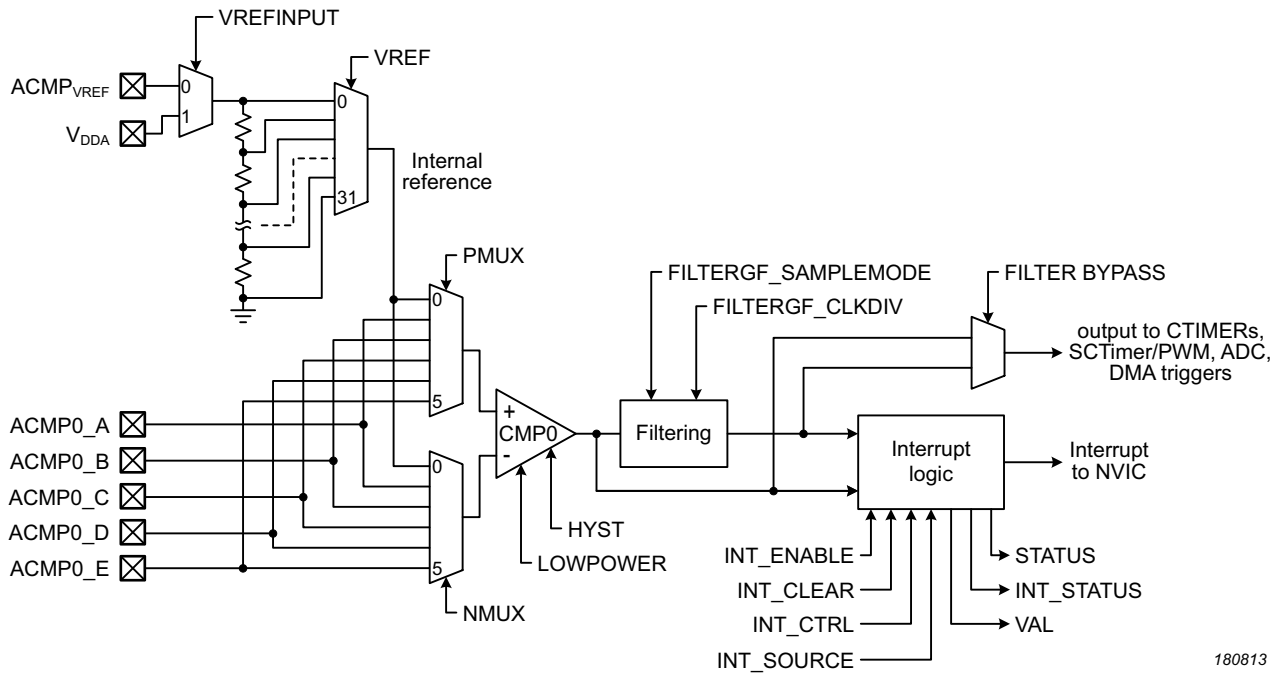 VREFINPUT
VREF
ACMPVREF
0
VDDA
1
0
31
Internal
reference
PMUX
0
5
FILTERGF_SAMPLEMODE
FILTERGF_CLKDIV
FILTER BYPASS
output to CTIMERs,
SCTimer/PWM, ADC,
DMA triggers
ACMP0_A
ACMP0_B
ACMP0_C
ACMP0_D
ACMP0_E
+
CMP0
-
Filtering
Interrupt
logic
Interrupt
to NVIC
0
5
NMUX
HYST
LOWPOWER
INT_ENABLE
INT_CLEAR
INT_CTRL
INT_SOURCE
STATUS
INT_STATUS
VAL
180813